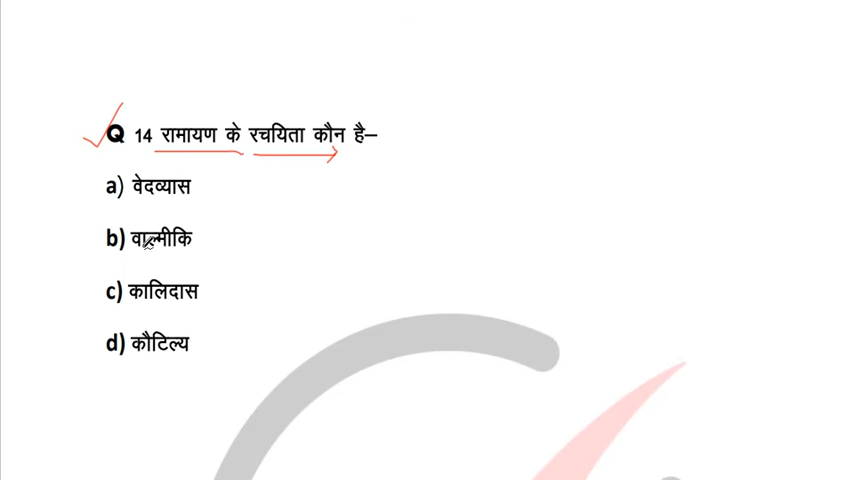 Q 14 रामायण के रचयिता कौन है–
a) वेदव्यास
b) वाल्मीकि
c) कालिदास
d) कौटिल्य